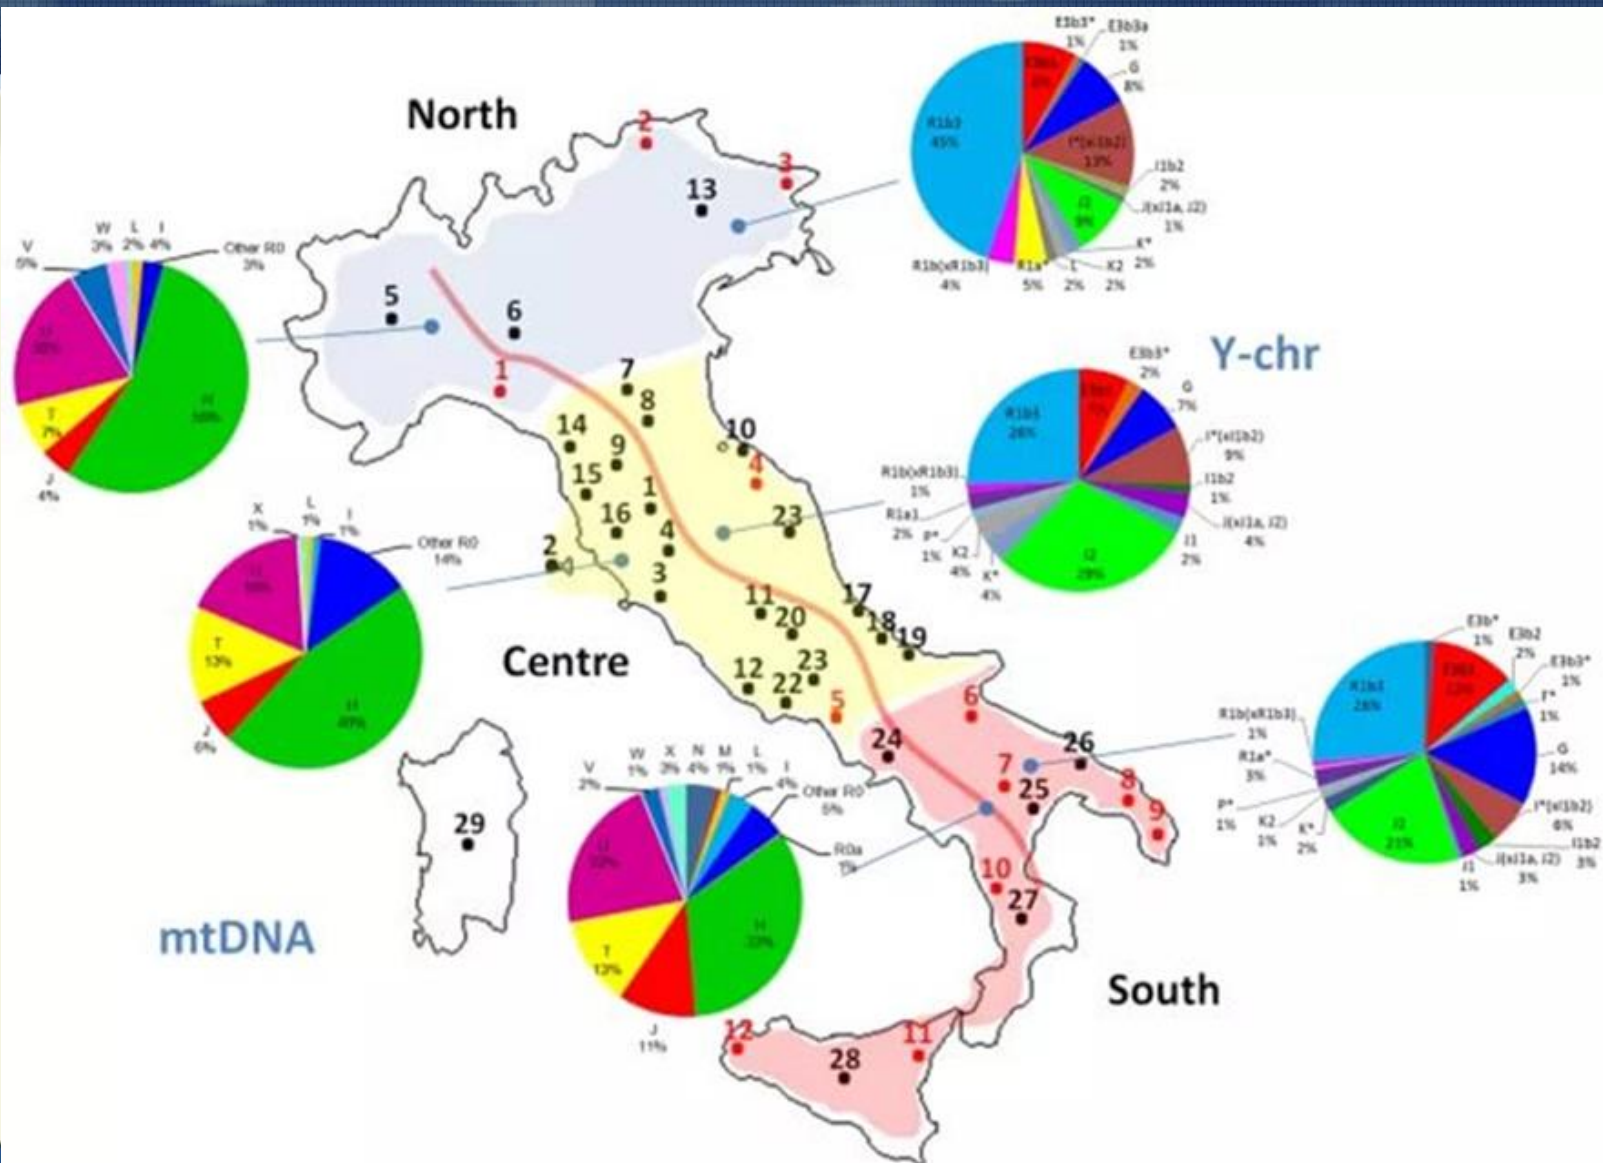 North
Centre
South
mtDNA
Y-chr
V
5%
W
3%
L
2%
I
4%
Other R0
3%
H
T
7%
J
4%
X
1%
L
1%
I
1%
Other R0
14%
H
T
13%
J
6%
V
2%
W
1%
X
3%
N
4%
M
1%
L
1%
I
4%
Other R0
R0a
1%
H
33%
U
T
13%
J
11%
E3b3*
1%
E3b3a
1%
G
8%
I*(xI1b2)
13%
I1b2
2%
J(xJ1a, J2)
1%
J2
9%
K*
2%
K2
2%
L
2%
R1a*
5%
R1b(xR1b3)
4%
R1b3
45%
E3b3*
2%
G
7%
I*(xI1b2)
9%
I1b2
1%
J(xJ1a, J2)
4%
J1
2%
J2
29%
K*
4%
K2
4%
P*
1%
R1a1
2%
R1b(xR1b3)
1%
R1b3
26%
E3b*
1%
E3b2
2%
E3b3*
1%
F*
1%
G
14%
I*(xI1b2)
6%
I1b2
3%
J(xJ1a, J2)
3%
J1
1%
J2
21%
K*
2%
K2
1%
P*
1%
R1a*
3%
R1b(xR1b3)
1%
R1b3
26%
2
3
13
5
6
1
7
8
14
9
10
4
15
1
16
23
4
2
3
11
20
17
18
19
12
23
22
5
6
24
26
7
25
8
9
10
27
29
12
28
11